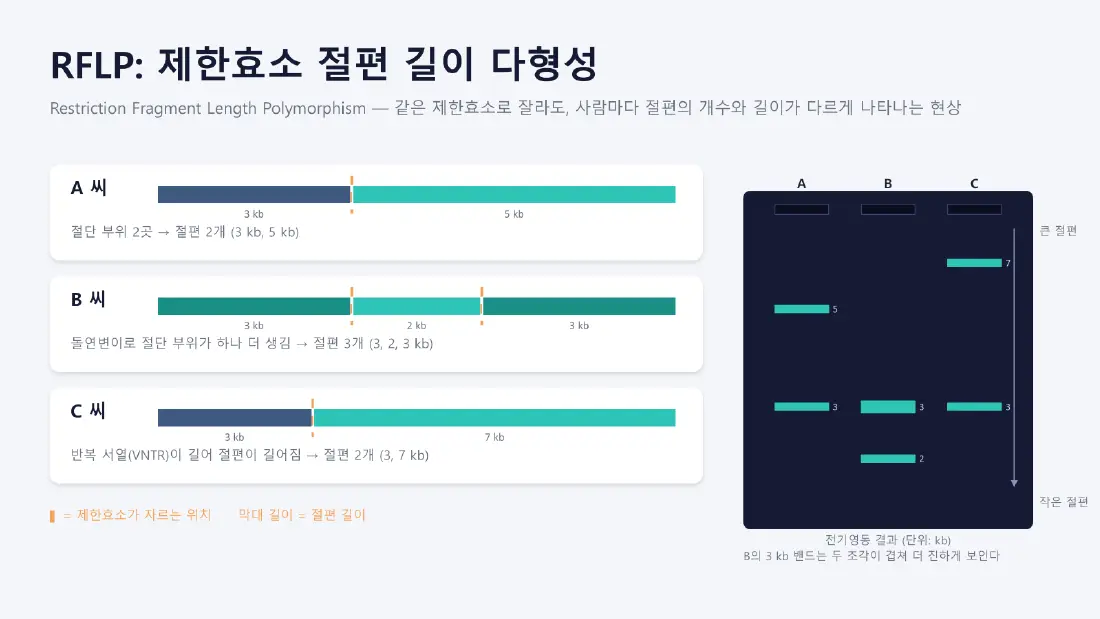 RFLP: 제한효소 절편 길이 다형성
Restriction Fragment Length Polymorphism — 같은 제한효소로 잘라도, 사람마다 절편의 개수와 길이가 다르게 나타나는 현상
A 씨
3 kb 5 kb
절단 부위 2곳 → 절편 2개 (3 kb, 5 kb)
B 씨
3 kb 2 kb 3 kb
돌연변이로 절단 부위가 하나 더 생김 → 절편 3개 (3, 2, 3 kb)
C 씨
3 kb 7 kb
반복 서열(VNTR)이 길어 절편이 길어짐 → 절편 2개 (3, 7 kb)
= 제한효소가 자르는 위치 막대 길이 = 절편 길이
A B C
큰 절편
7
5
3 3 3
2
작은 절편
전기영동 결과 (단위: kb)
B의 3 kb 밴드는 두 조각이 겹쳐 더 진하게 보인다